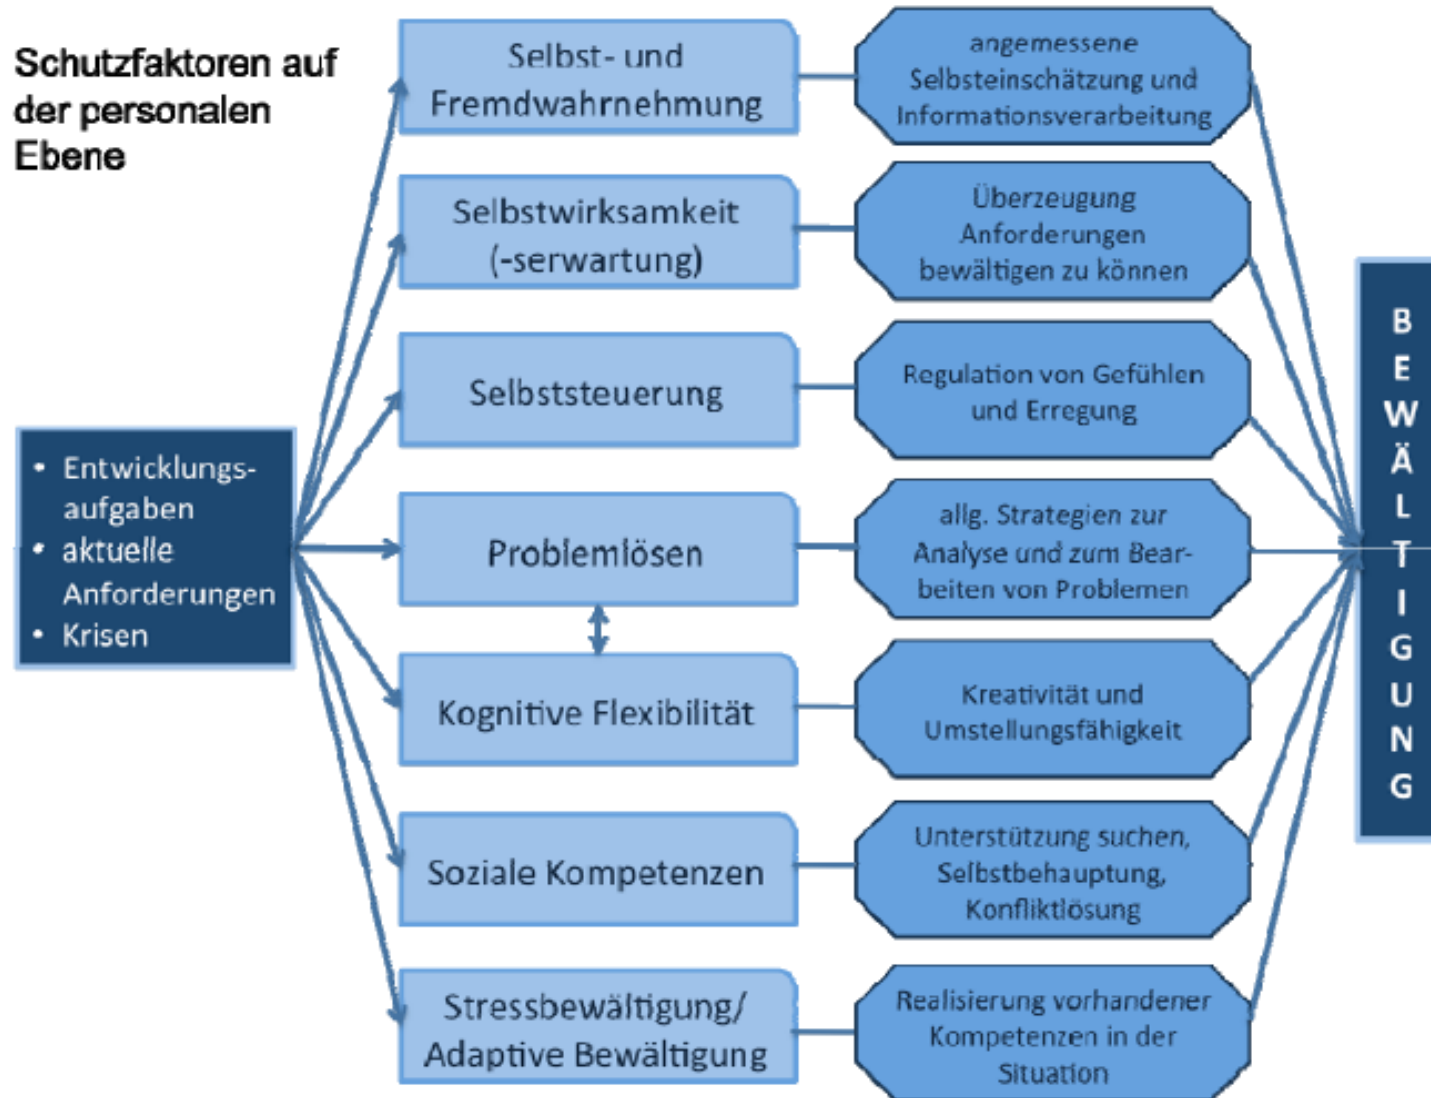 Schutzfaktoren auf
der personalen
Ebene
• Entwicklungs-
aufgaben
• aktuelle
Anforderungen
• Krisen
Selbst- und
Fremdwahrnehmung
angemessene
Selbsteinschätzung und
Informationsverarbeitung
Selbstwirksamkeit
(-serwartung)
Überzeugung
Anforderungen
bewältigen zu können
Selbststeuerung
Regulation von Gefühlen
und Erregung
Problemlösen
allg. Strategien zur
Analyse und zum Bear-
beiten von Problemen
Kognitive Flexibilität
Kreativität und
Umstellungsfähigkeit
Soziale Kompetenzen
Unterstützung suchen,
Selbstbehauptung,
Konfliktlösung
Stressbewältigung/
Adaptive Bewältigung
Realisierung vorhandener
Kompetenzen in der
Situation
BEWÄLTIGUNG